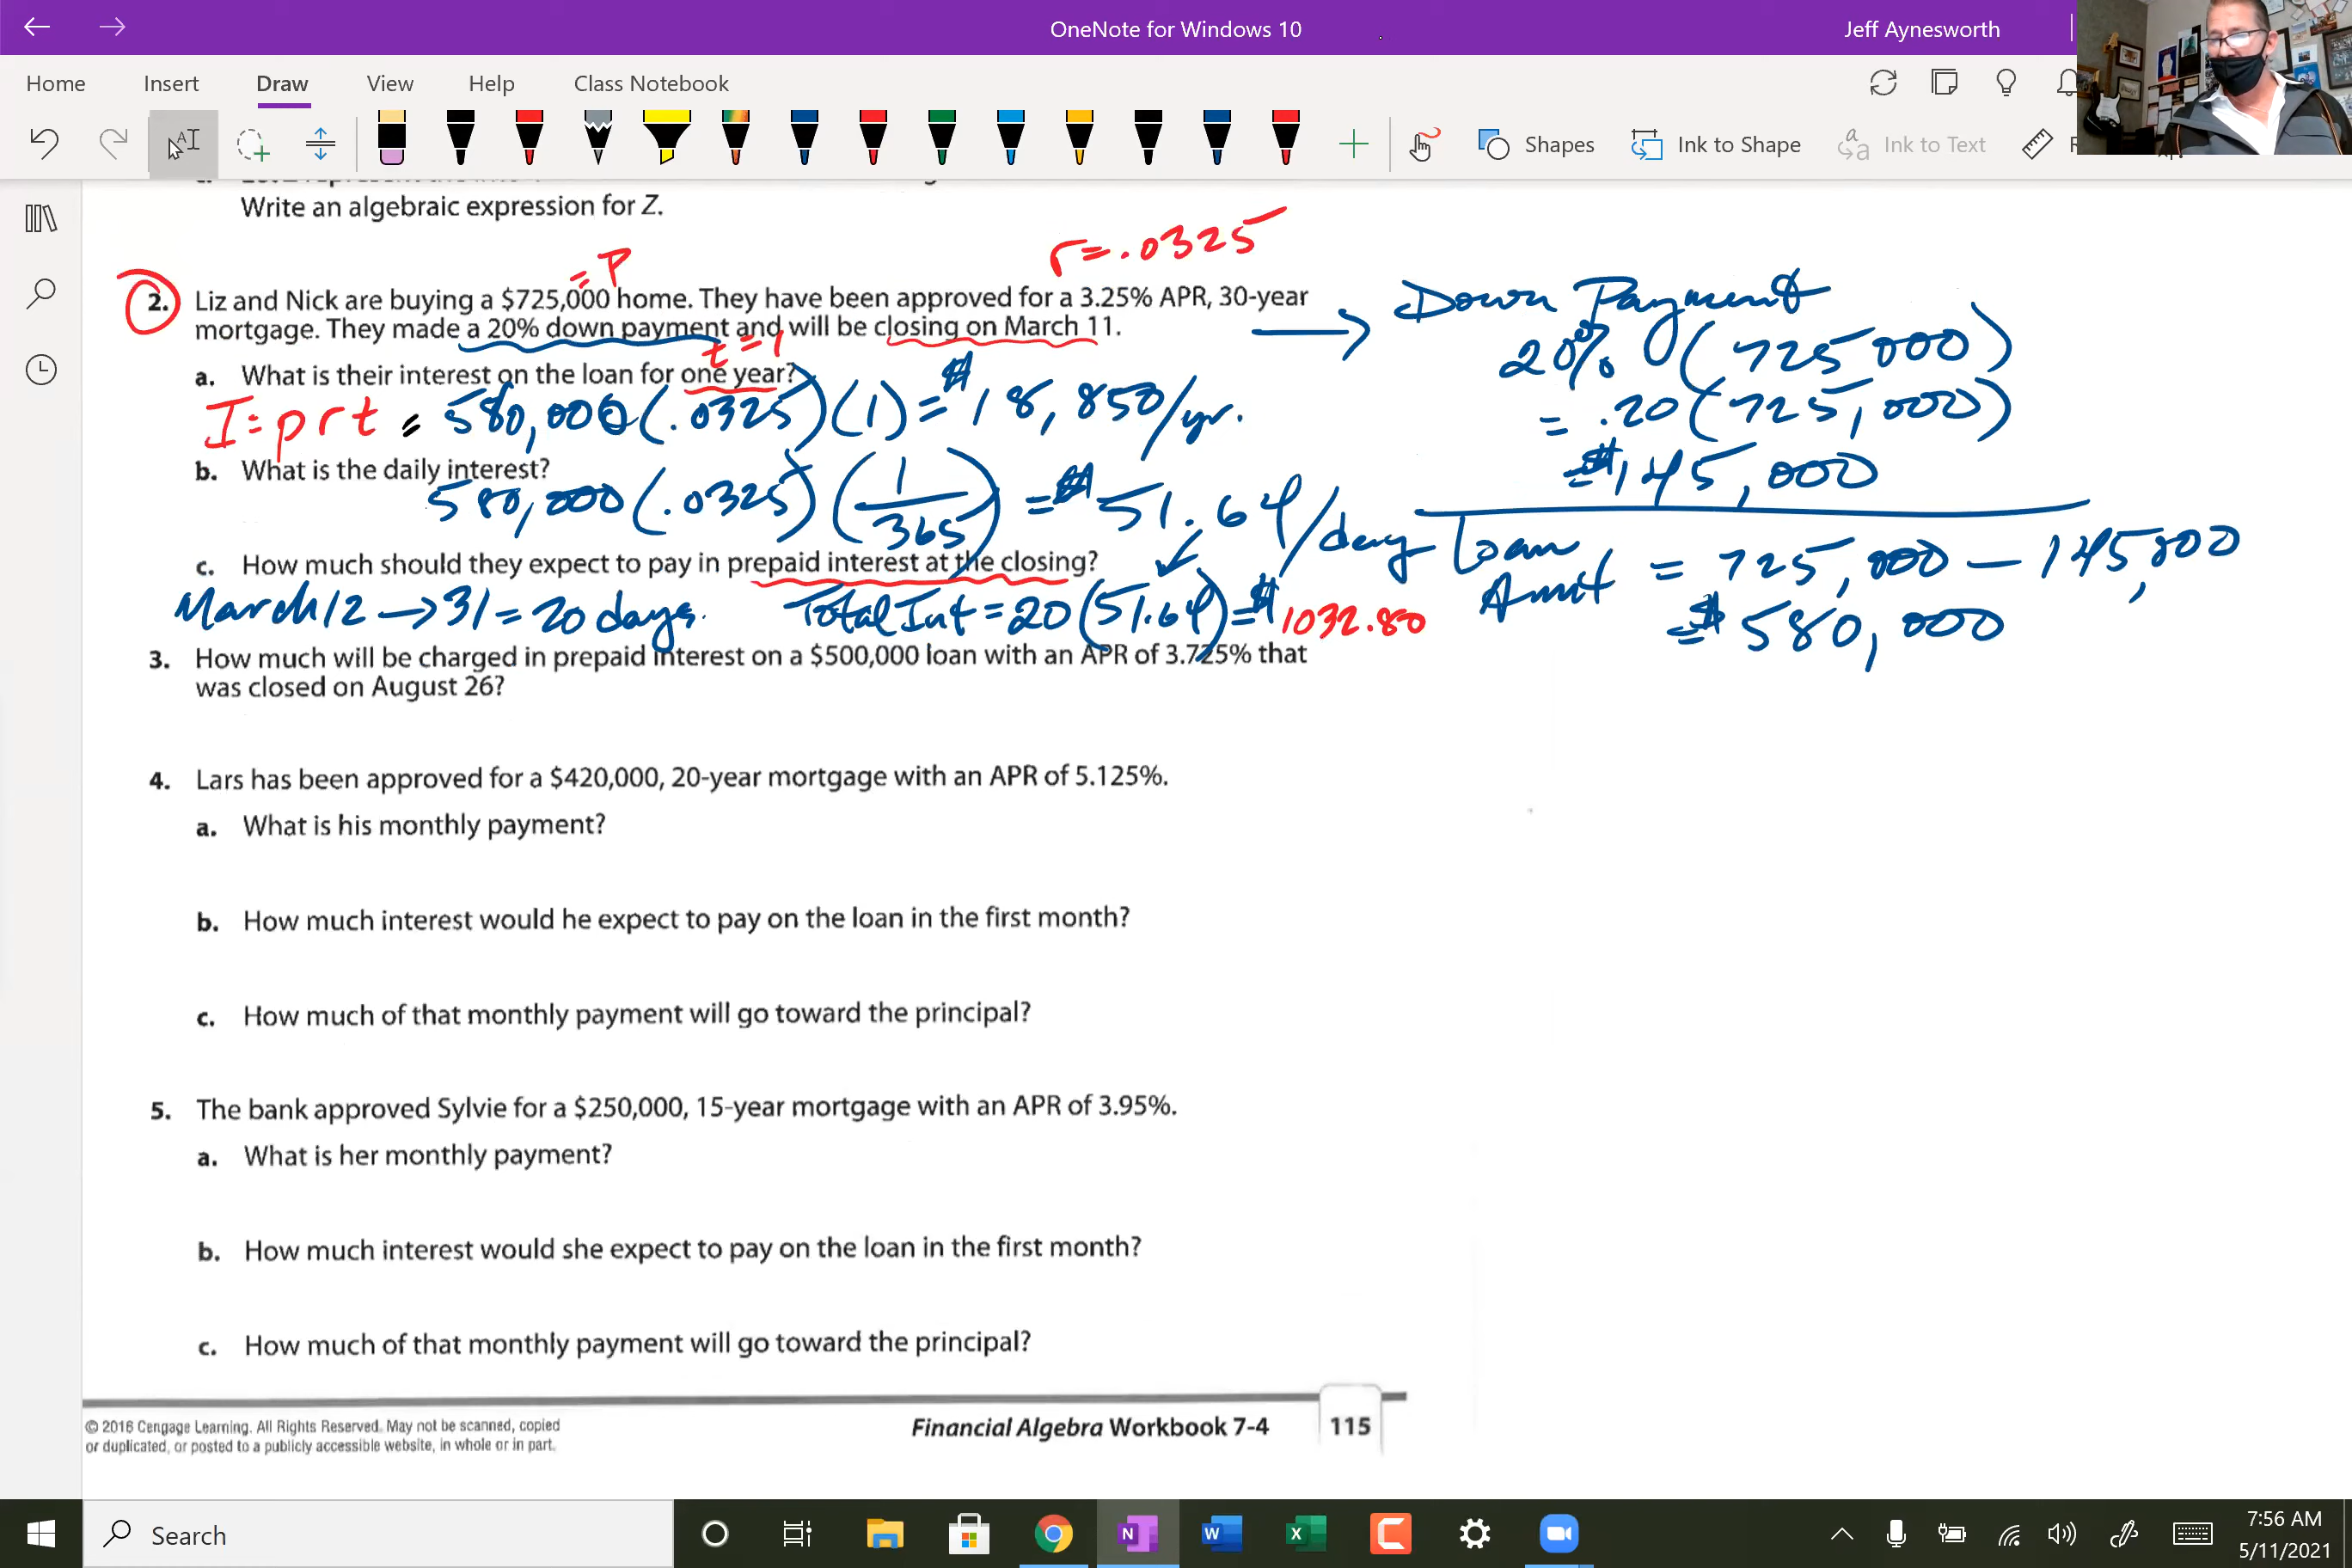 OneNote for Windows 10
Jeff Aynesworth
Home Insert Draw View Help Class Notebook
Shapes Ink to Shape Ink to Text
Write an algebraic expression for Z.
= P
r = .0325
2. Liz and Nick are buying a $725,000 home. They have been approved for a 3.25% APR, 30-year
mortgage. They made a 20% down payment and will be closing on March 11.
t = 1
a. What is their interest on the loan for one year?
I = prt = 580,000(.0325)(1) = $18,850/yr.
b. What is the daily interest?
580,000(.0325)(1/365) = $51.64/day
c. How much should they expect to pay in prepaid interest at the closing?
March 12 → 31 = 20 days. Total Int = 20(51.64) = $1032.80
Down Payment
20% of (725000)
= .20(725,000)
= $145,000
Loan Amt = 725,000 - 145,000
= $580,000
3. How much will be charged in prepaid interest on a $500,000 loan with an APR of 3.725% that
was closed on August 26?
4. Lars has been approved for a $420,000, 20-year mortgage with an APR of 5.125%.
a. What is his monthly payment?
b. How much interest would he expect to pay on the loan in the first month?
c. How much of that monthly payment will go toward the principal?
5. The bank approved Sylvie for a $250,000, 15-year mortgage with an APR of 3.95%.
a. What is her monthly payment?
b. How much interest would she expect to pay on the loan in the first month?
c. How much of that monthly payment will go toward the principal?
© 2016 Cengage Learning. All Rights Reserved. May not be scanned, copied
or duplicated, or posted to a publicly accessible website, in whole or in part.
Financial Algebra Workbook 7-4 115
Search
7:56 AM
5/11/2021